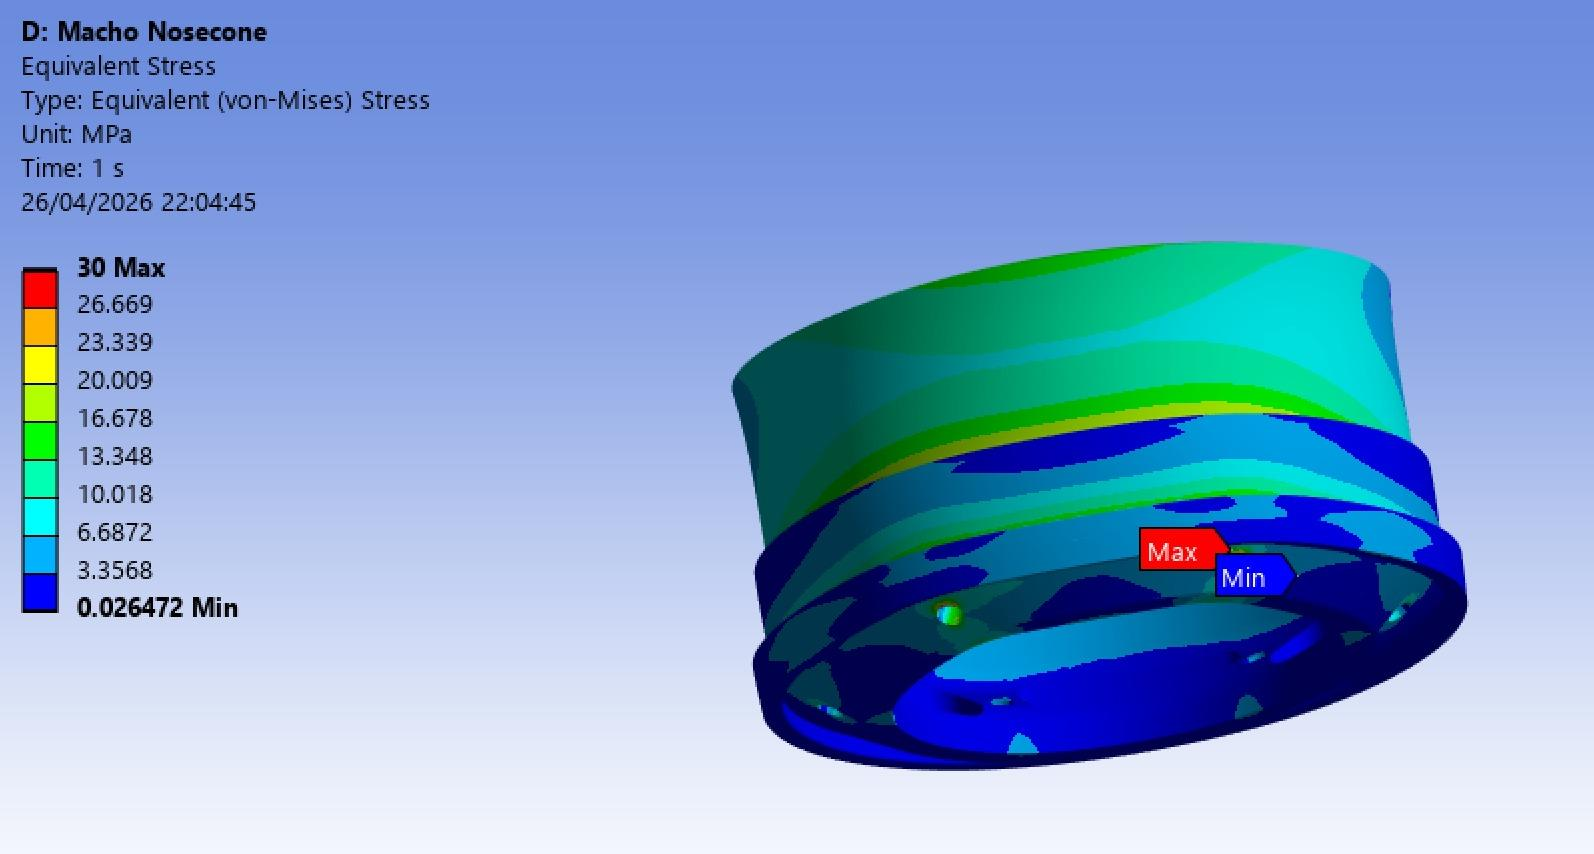 D: Macho Nosecone
Equivalent Stress
Type: Equivalent (von-Mises) Stress
Unit: MPa
Time: 1 s
26/04/2026 22:04:45
30 Max
26.669
23.339
20.009
16.678
13.348
10.018
6.6872
3.3568
0.026472 Min
Max
Min